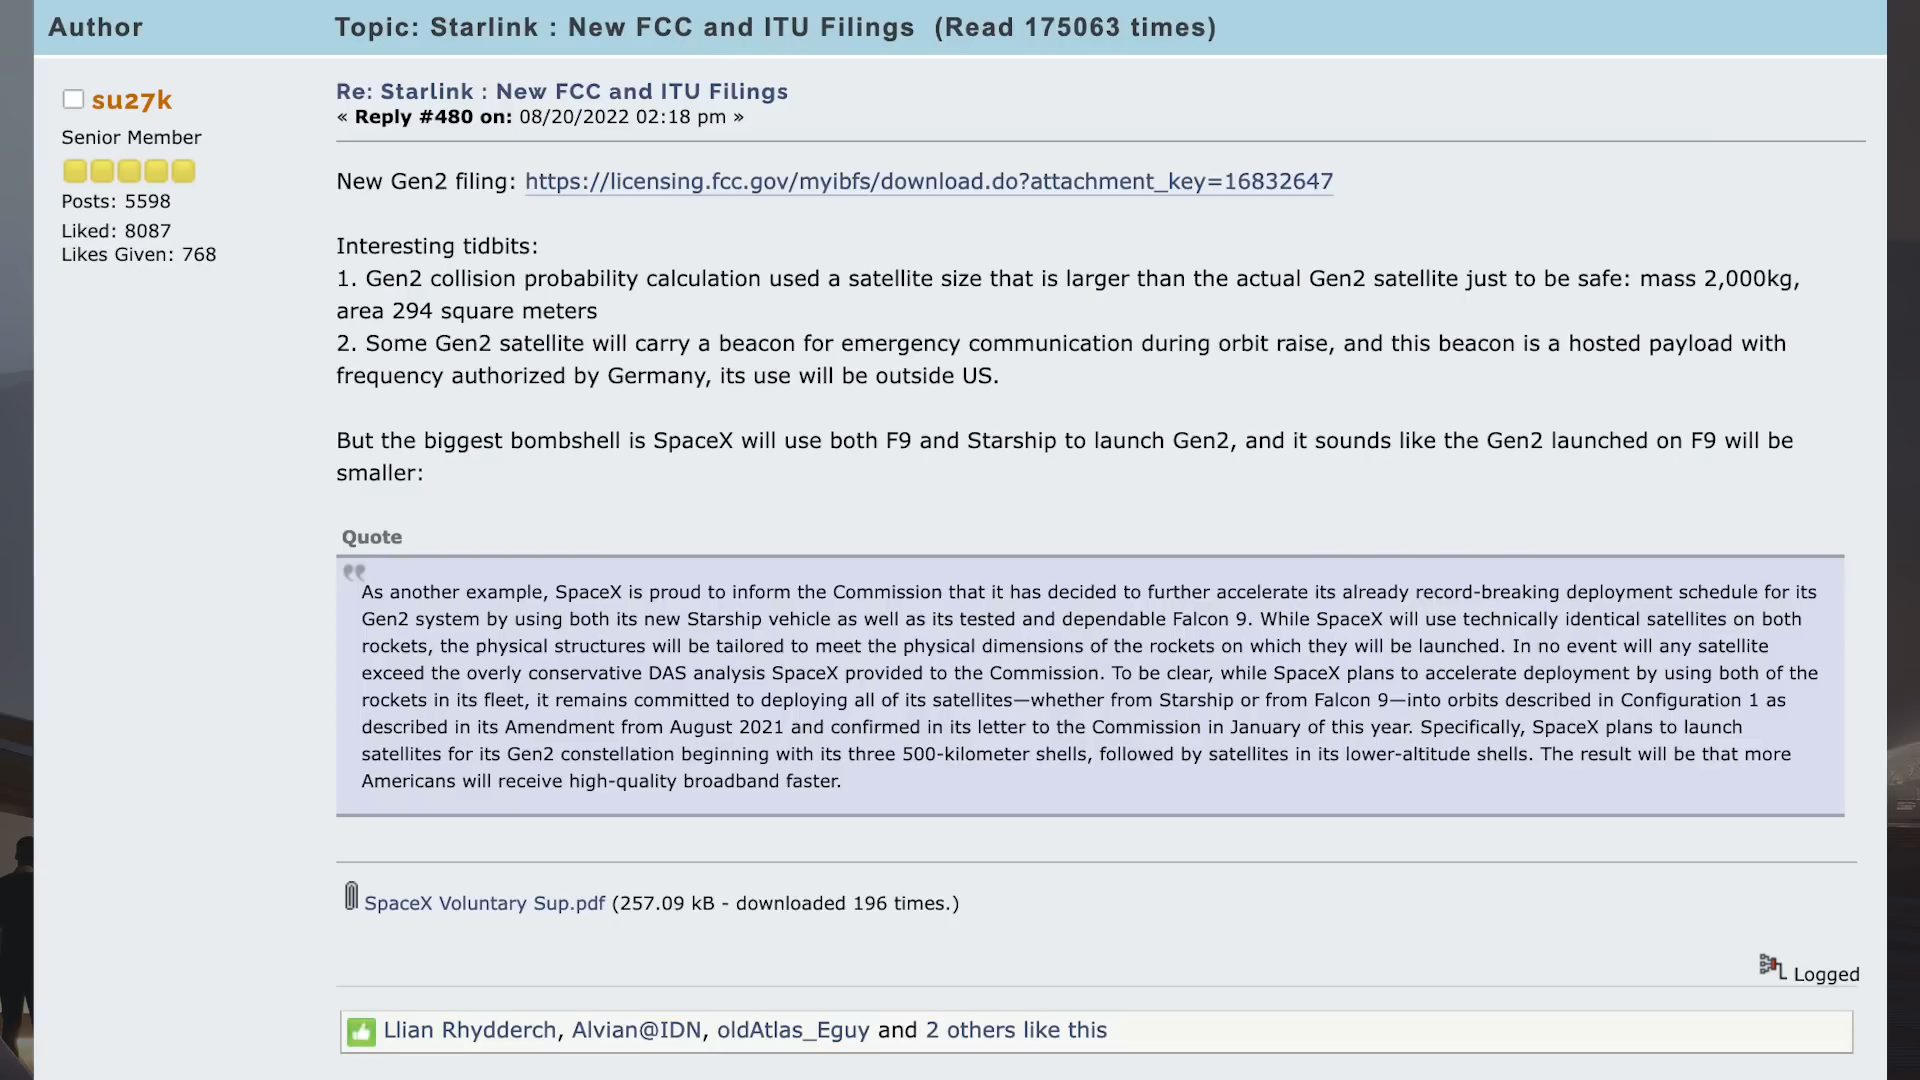 Author
Topic: Starlink : New FCC and ITU Filings (Read 175063 times)
su27k
Senior Member
Posts: 5598
Liked: 8087
Likes Given: 768
Re: Starlink : New FCC and ITU Filings
« Reply #480 on: 08/20/2022 02:18 pm »
New Gen2 filing: https://licensing.fcc.gov/myibfs/download.do?attachment_key=16832647
Interesting tidbits:
1. Gen2 collision probability calculation used a satellite size that is larger than the actual Gen2 satellite just to be safe: mass 2,000kg,
area 294 square meters
2. Some Gen2 satellite will carry a beacon for emergency communication during orbit raise, and this beacon is a hosted payload with
frequency authorized by Germany, its use will be outside US.
But the biggest bombshell is SpaceX will use both F9 and Starship to launch Gen2, and it sounds like the Gen2 launched on F9 will be
smaller:
Quote
As another example, SpaceX is proud to inform the Commission that it has decided to further accelerate its already record-breaking deployment schedule for its
Gen2 system by using both its new Starship vehicle as well as its tested and dependable Falcon 9. While SpaceX will use technically identical satellites on both
rockets, the physical structures will be tailored to meet the physical dimensions of the rockets on which they will be launched. In no event will any satellite
exceed the overly conservative DAS analysis SpaceX provided to the Commission. To be clear, while SpaceX plans to accelerate deployment by using both of the
rockets in its fleet, it remains committed to deploying all of its satellites—whether from Starship or from Falcon 9—into orbits described in Configuration 1 as
described in its Amendment from August 2021 and confirmed in its letter to the Commission in January of this year. Specifically, SpaceX plans to launch
satellites for its Gen2 constellation beginning with its three 500-kilometer shells, followed by satellites in its lower-altitude shells. The result will be that more
Americans will receive high-quality broadband faster.
SpaceX Voluntary Sup.pdf (257.09 kB - downloaded 196 times.)
Logged
Llian Rhydderch, Alvian@IDN, oldAtlas_Eguy and 2 others like this